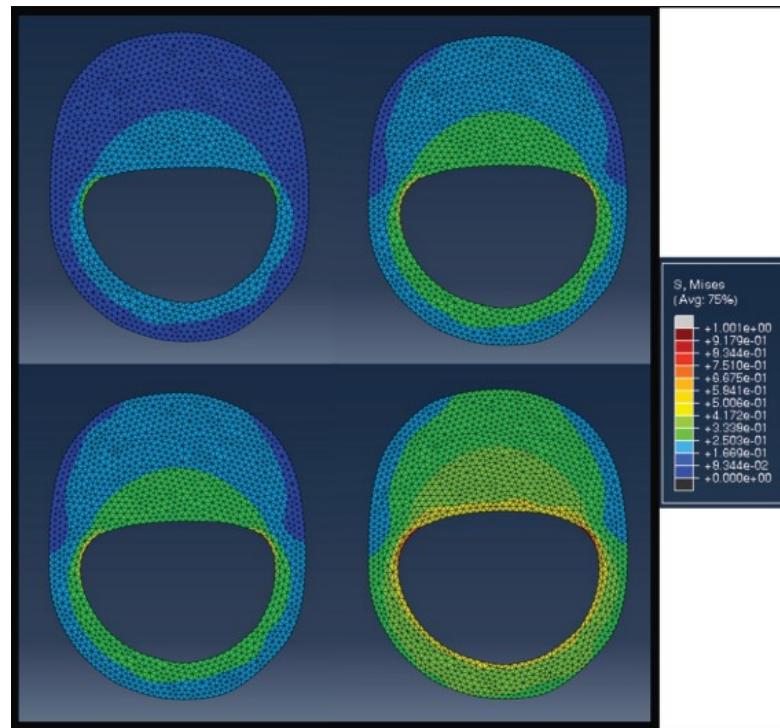 S, Mises
(Avg: 75%)
+1.001e+00
+9.179e-01
+8.344e-01
+7.510e-01
+6.675e-01
+5.841e-01
+5.006e-01
+4.172e-01
+3.338e-01
+2.503e-01
+1.669e-01
+8.344e-02
+0.000e+00